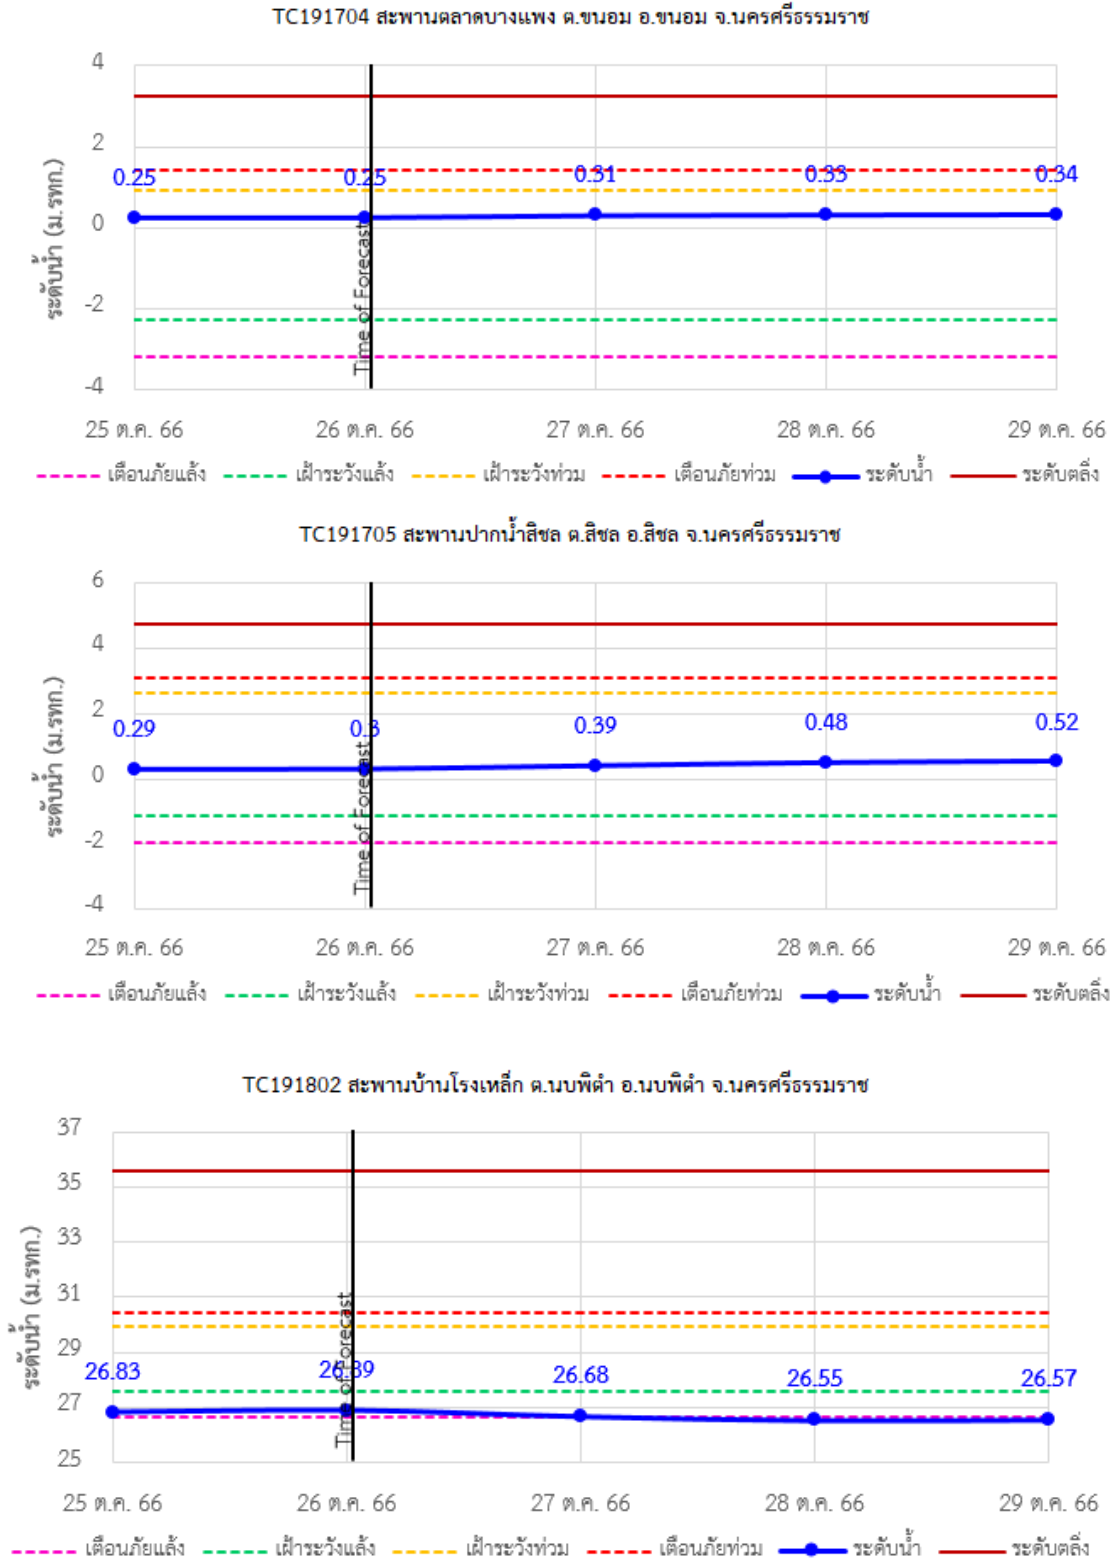 TC191704 สะพานตลาดบางแพง ต.ขนอม อ.ขนอม จ.นครศรีธรรมราช
ระดับน้ำ (ม.รทก.)
4
2
0
-2
-4
0.25
0.25
0.31
0.33
0.34
Time of Forecast
25 ต.ค. 66 26 ต.ค. 66 27 ต.ค. 66 28 ต.ค. 66 29 ต.ค. 66
เตือนภัยแล้ง เฝ้าระวังแล้ง เฝ้าระวังท่วม เตือนภัยท่วม ระดับน้ำ ระดับตลิ่ง
TC191705 สะพานปากน้ำสิชล ต.สิชล อ.สิชล จ.นครศรีธรรมราช
ระดับน้ำ (ม.รทก.)
6
4
2
0
-2
-4
0.29
0.3
0.39
0.48
0.52
Time of Forecast
25 ต.ค. 66 26 ต.ค. 66 27 ต.ค. 66 28 ต.ค. 66 29 ต.ค. 66
เตือนภัยแล้ง เฝ้าระวังแล้ง เฝ้าระวังท่วม เตือนภัยท่วม ระดับน้ำ ระดับตลิ่ง
TC191802 สะพานบ้านโรงเหล็ก ต.นบพิตำ อ.นบพิตำ จ.นครศรีธรรมราช
ระดับน้ำ (ม.รทก.)
37
35
33
31
29
27
25
26.83
26.89
26.68
26.55
26.57
Time of Forecast
25 ต.ค. 66 26 ต.ค. 66 27 ต.ค. 66 28 ต.ค. 66 29 ต.ค. 66
เตือนภัยแล้ง เฝ้าระวังแล้ง เฝ้าระวังท่วม เตือนภัยท่วม ระดับน้ำ ระดับตลิ่ง